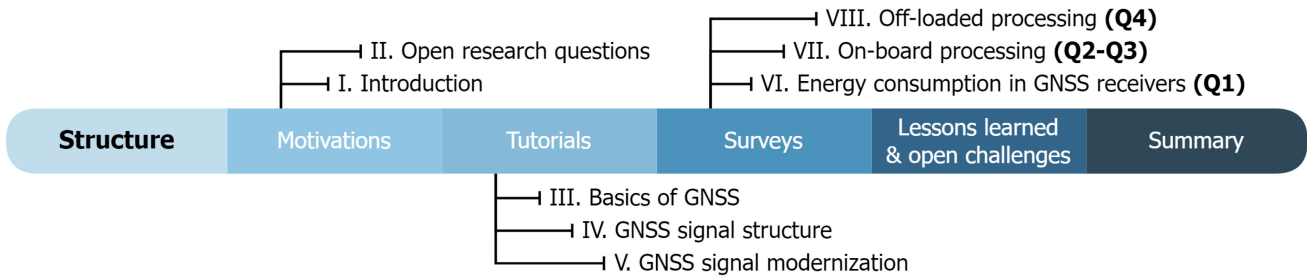 VIII. Off-loaded processing (Q4)
II. Open research questions
VII. On-board processing (Q2-Q3)
I. Introduction
VI. Energy consumption in GNSS receivers (Q1)
Structure
Motivations
Tutorials
Surveys
Lessons learned
& open challenges
Summary
III. Basics of GNSS
IV. GNSS signal structure
V. GNSS signal modernization